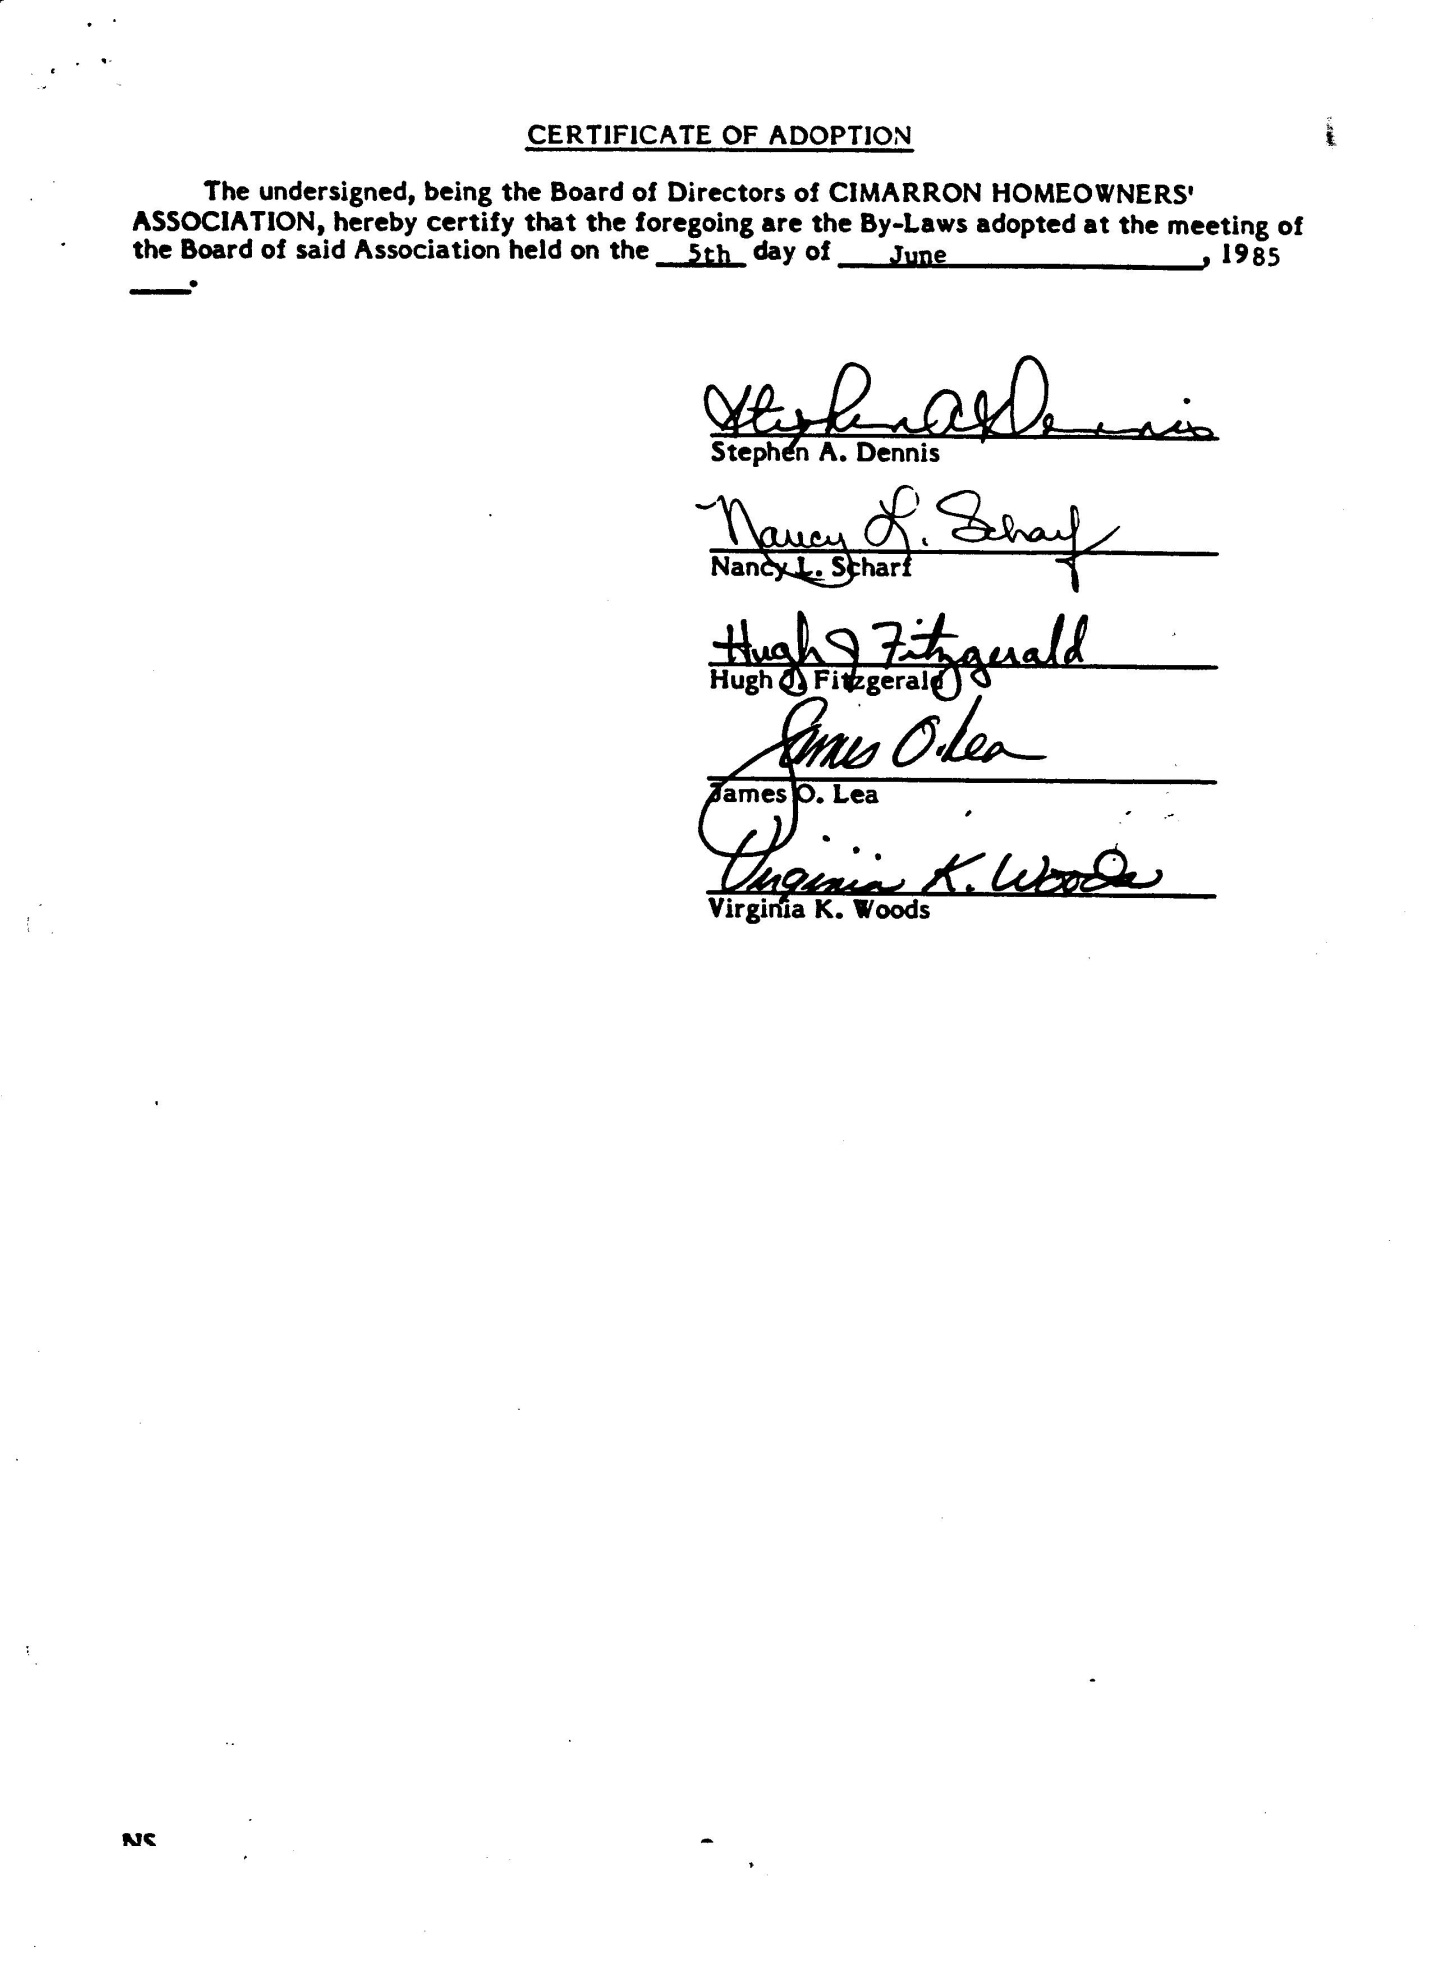 CERTIFICATE OF ADOPTION
The undersigned, being the Board of Directors of CIMARRON HOMEOWNERS'
ASSOCIATION, hereby certify that the foregoing are the By-Laws adopted at the meeting of
the Board of said Association held on the 5th day of June, 1985
.
Stephen A Dennis
Stephen A. Dennis
Nancy L. Scharf
Nancy L. Scharf
Hugh J Fitzgerald
Hugh J. Fitzgerald
James O. Lea
James O. Lea
Virginia K. Woods
Virginia K. Woods